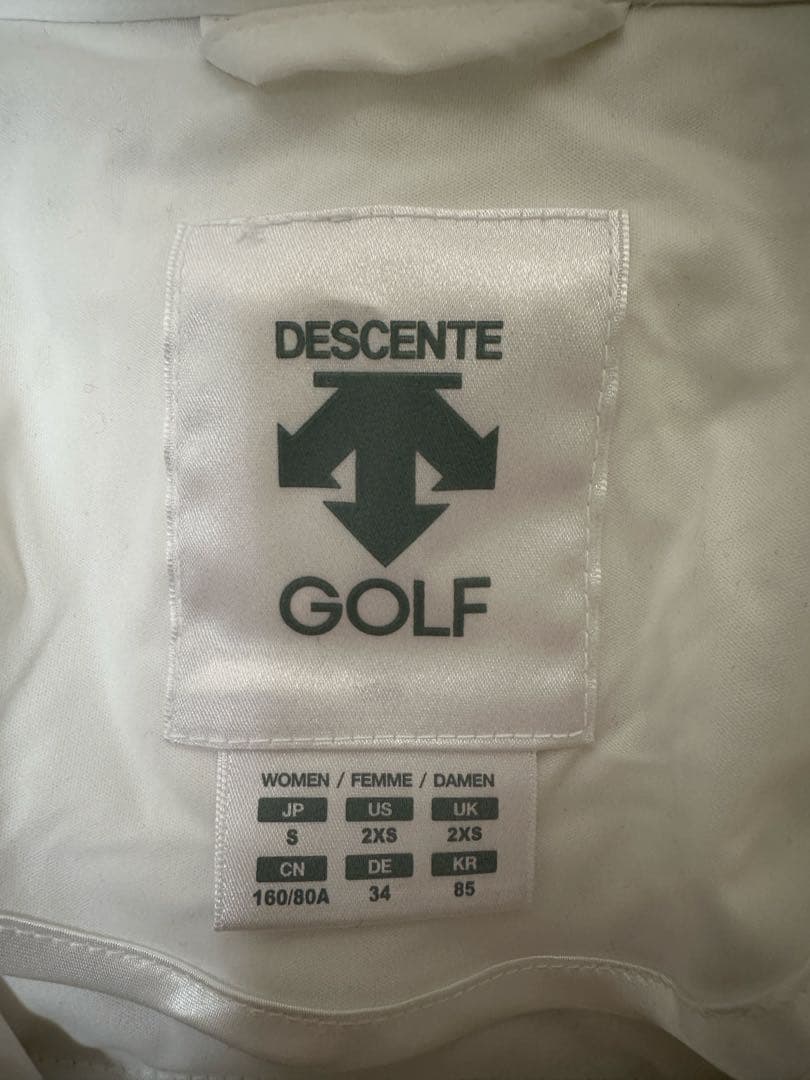 DESCENTE
GOLF
WOMEN / FEMME / DAMEN
JP US UK
S 2XS 2XS
CN DE KR
160/80A 34 85